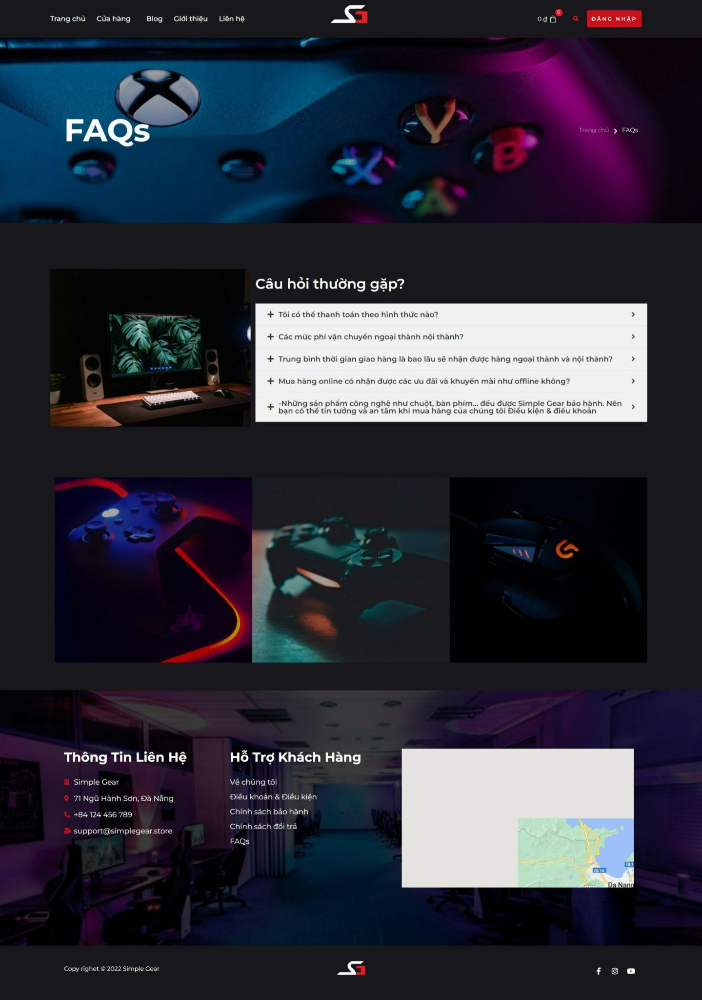 Trang chủ Cửa hàng Blog Giới thiệu Liên hệ
0 ₫ 0 ĐĂNG NHẬP
FAQs
Trang chủ FAQs
Câu hỏi thường gặp?
Tôi có thể thanh toán theo hình thức nào?
Các mức phí vận chuyển ngoại thành nội thành?
Trung bình thời gian giao hàng là bao lâu sẽ nhận được hàng ngoại thành và nội thành?
Mua hàng online có nhận được các ưu đãi và khuyến mãi như offline không?
-Những sản phẩm công nghệ như chuột, bàn phím... đều được Simple Gear bảo hành. Nên
bạn có thể tin tưởng và an tâm khi mua hàng của chúng tôi Điều kiện & điều khoản
Thông Tin Liên Hệ
Simple Gear
71 Ngũ Hành Sơn, Đà Nẵng
+84 124 456 789
support@simplegear.store
Hỗ Trợ Khách Hàng
Về chúng tôi
Điều khoản & Điều kiện
Chính sách bảo hành
Chính sách đổi trả
FAQs
QL1A
Da Nang
Copy righet © 2022 Simple Gear